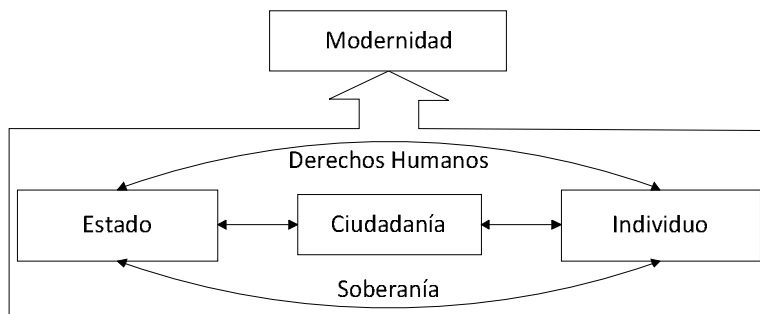 Modernidad
Derechos Humanos
Estado
Ciudadanía
Individuo
Soberanía